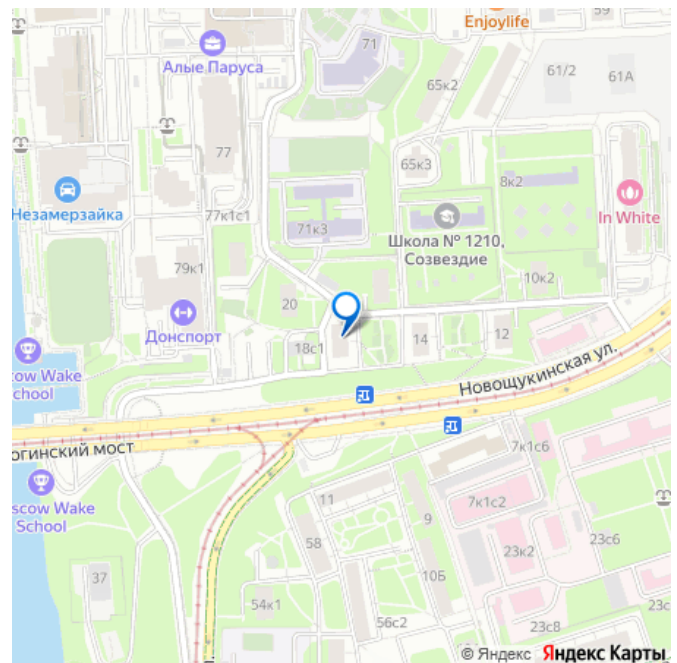 59
Enjoylife
71
Алые Паруса
61/2
61А
65к2
77
65к3
8к2
Незамерзайка
In White
77к1с1
71к3
Школа № 1210,
Созвездие
79к1
10к2
20
Донспорт
14
12
18с1
cow Wake
School
Новощукинская ул.
огинский мост
7к1с6
scow Wake
School
11
9
7к1с2
58
23к2
23с6
10Б
37
54к1
56с2
23с
23с8
л.
© Яндекс Яндекс Карты